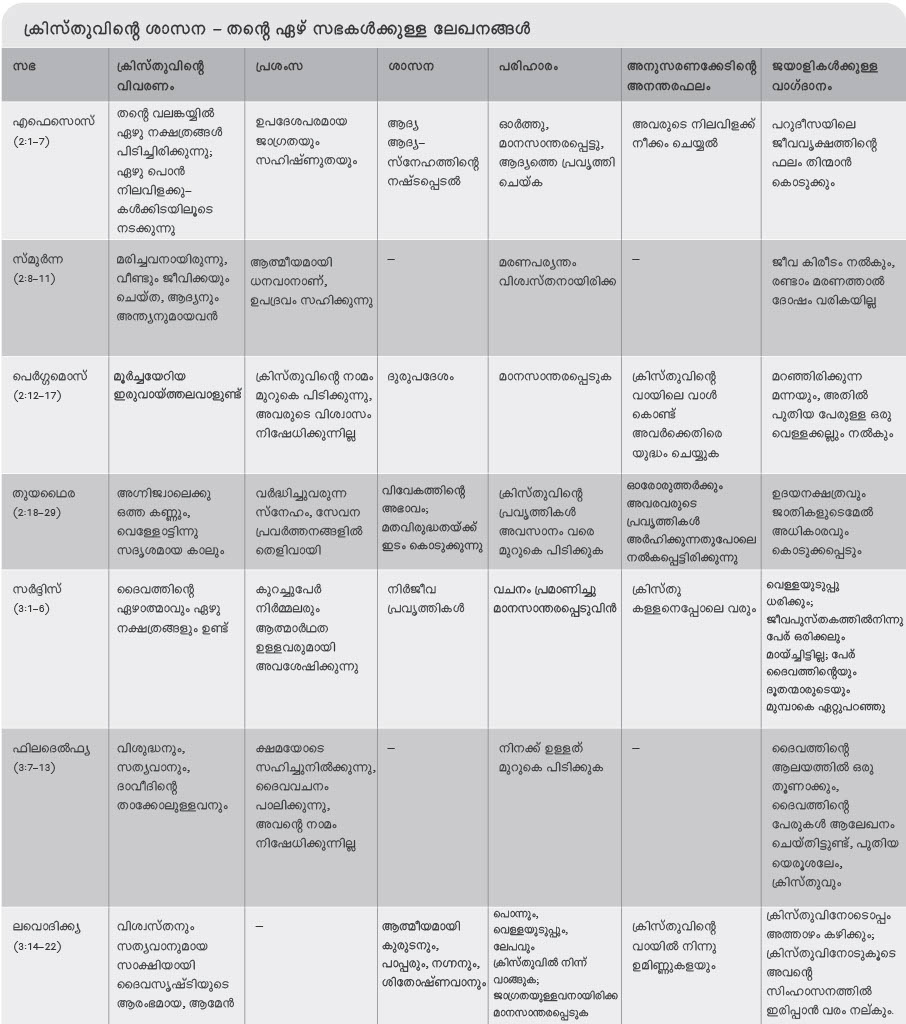 ക്രിസ്തുവിന്റെ ശാസന – തന്റെ ഏഴ് സഭകൾക്കുള്ള ലേഖനങ്ങൾ
സഭ
ക്രിസ്തുവിന്റെ
വിവരണം
പ്രശംസ
ശാസന
പരിഹാരം
അനുസരണക്കേടിന്റെ
അനന്തരഫലം
ജയാളികൾക്കുള്ള
വാഗ്ദാനം
എഫെസൊസ്
(2:1–7)
തന്റെ വലങ്കയ്യിൽ
ഏഴു നക്ഷത്രങ്ങൾ
പിടിച്ചിരിക്കുന്നു;
ഏഴു പൊൻ
നിലവിളക്കു–
കൾക്കിടയിലൂടെ
നടക്കുന്നു
ഉപദേശപരമായ
ജാഗ്രതയും
സഹിഷ്ണുതയും
ആദ്യ
ആദ്യ–
സ്നേഹത്തിന്റെ
നഷ്ടപ്പെടൽ
ഓർത്തു,
മാനസാന്തരപ്പെട്ടു,
ആദ്യത്തെ പ്രവൃത്തി
ചെയ്ക
അവരുടെ നിലവിളക്ക്
നീക്കം ചെയ്യൽ
പറുദീസയിലെ
ജീവവൃക്ഷത്തിന്റെ
ഫലം തിന്മാൻ
കൊടുക്കും
സ്മുർന്ന
(2:8–11)
മരിച്ചവനായിരുന്നു,
വീണ്ടും ജീവിക്കയും
ചെയ്ത, ആദ്യനും
അന്ത്യനുമായവൻ
ആത്മീയമായി
ധനവാനാണ്,
ഉപദ്രവം സഹിക്കുന്നു
–
മരണപര്യന്തം
വിശ്വസ്തനായിരിക്ക
–
ജീവ കിരീടം നൽകും,
രണ്ടാം മരണത്താൽ
ദോഷം വരികയില്ല
പെർഗ്ഗമൊസ്
(2:12–17)
മൂർച്ചയേറിയ
ഇരുവായ്ത്തലവാളുണ്ട്
ക്രിസ്തുവിന്റെ നാമം
മുറുകെ പിടിക്കുന്നു,
അവരുടെ വിശ്വാസം
നിഷേധിക്കുന്നില്ല
ദുരുപദേശം
മാനസാന്തരപ്പെടുക
ക്രിസ്തുവിന്റെ
വായിലെ വാൾ
കൊണ്ട്
അവർക്കെതിരെ
യുദ്ധം ചെയ്യുക
മറഞ്ഞിരിക്കുന്ന
മന്നയും, അതിൽ
പുതിയ പേരുള്ള ഒരു
വെള്ളക്കല്ലും നൽകും
തുയഥൈര
(2:18–29)
അഗ്നിജ്വാലെക്കു
ഒത്ത കണ്ണും,
വെള്ളോട്ടിന്നു
സദൃശമായ കാലും
വർദ്ധിച്ചുവരുന്ന
സ്നേഹം, സേവന
പ്രവർത്തനങ്ങളിൽ
തെളിവായി
വിവേകത്തിന്റെ
അഭാവം;
മതവിരുദ്ധതയ്ക്ക്
ഇടം കൊടുക്കുന്നു
ക്രിസ്തുവിന്റെ
പ്രവൃത്തികൾ
അവസാനം വരെ
മുറുകെ പിടിക്കുക
ഓരോരുത്തർക്കും
അവരവരുടെ
പ്രവൃത്തികൾ
അർഹിക്കുന്നതുപോലെ
നൽകപ്പെട്ടിരിക്കുന്നു
ഉദയനക്ഷത്രവും
ജാതികളുടെമേൽ
അധികാരവും
കൊടുക്കപ്പെടും
സർദ്ദിസ്
(3:1–6)
ദൈവത്തിന്റെ
ഏഴാത്മാവും ഏഴു
നക്ഷത്രങ്ങളും ഉണ്ട്
കുറച്ചുപേർ
നിർമ്മലരും
ആത്മാർഥത
ഉള്ളവരുമായി
അവശേഷിക്കുന്നു
നിർജീവ
പ്രവൃത്തികൾ
വചനം പ്രമാണിച്ചു
മാനസാന്തരപ്പെടുവിൻ
ക്രിസ്തു
കള്ളനെപ്പോലെ വരും
വെള്ളയുടുപ്പു
ധരിക്കും;
ജീവപുസ്തകത്തിൽനിന്നു
പേര് ഒരിക്കലും
മായ്ച്ചിട്ടില്ല; പേര്
ദൈവത്തിന്റെയും
ദൂതന്മാരുടെയും
മുമ്പാകെ ഏറ്റുപറഞ്ഞു
ഫിലദെൽഫ്യ
(3:7–13)
വിശുദ്ധനും,
സത്യവാനും,
ദാവീദിന്റെ
താക്കോലുള്ളവനും
ക്ഷമയോടെ
സഹിച്ചുനിൽക്കുന്നു,
ദൈവവചനം
പാലിക്കുന്നു,
അവന്റെ നാമം
നിഷേധിക്കുന്നില്ല
–
നിനക്ക് ഉള്ളത്
മുറുകെ പിടിക്കുക
–
ദൈവത്തിന്റെ
ആലയത്തിൽ ഒരു
തൂണാക്കും,
ദൈവത്തിന്റെ
പേരുകൾ ആലേഖനം
ചെയ്തിട്ടുണ്ട്, പുതിയ
യെരൂശലേം,
ക്രിസ്തുവും
ലവൊദിക്ക്യ
(3:14–22)
വിശ്വസ്തനും
സത്യവാനുമായ
സാക്ഷിയായി
ദൈവസൃഷ്ടിയുടെ
ആരംഭമായ, ആമേൻ
–
ആത്മീയമായി
കുരുടനും,
പാപ്പരും, നഗ്നനും,
ശിതോഷ്ണവാനും
പൊന്നും,
വെള്ളയുടുപ്പും,
ലേപവും
ക്രിസ്തുവിൽ നിന്ന്
വാങ്ങുക;
ജാഗ്രതയുള്ളവനായിരിക്ക
മാനസാന്തരപ്പെടുക
ക്രിസ്തുവിന്റെ
വായിൽ നിന്നു
ഉമിണ്ണുകളയും
ക്രിസ്തുവിനോടൊപ്പം
അത്താഴം കഴിക്കും;
ക്രിസ്തുവിനോടുകൂടെ
അവന്റെ
സിംഹാസനത്തിൽ
ഇരിപ്പാൻ വരം നല്കും.